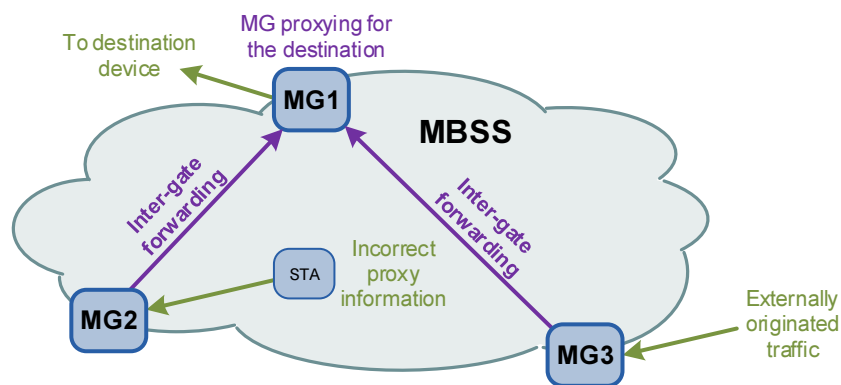 MG proxying for
the destination
To destination
device
MG1
MBSS
Inter-gate
forwarding
Inter-gate
forwarding
STA
Incorrect
proxy
information
MG2
Externally
originated
traffic
MG3